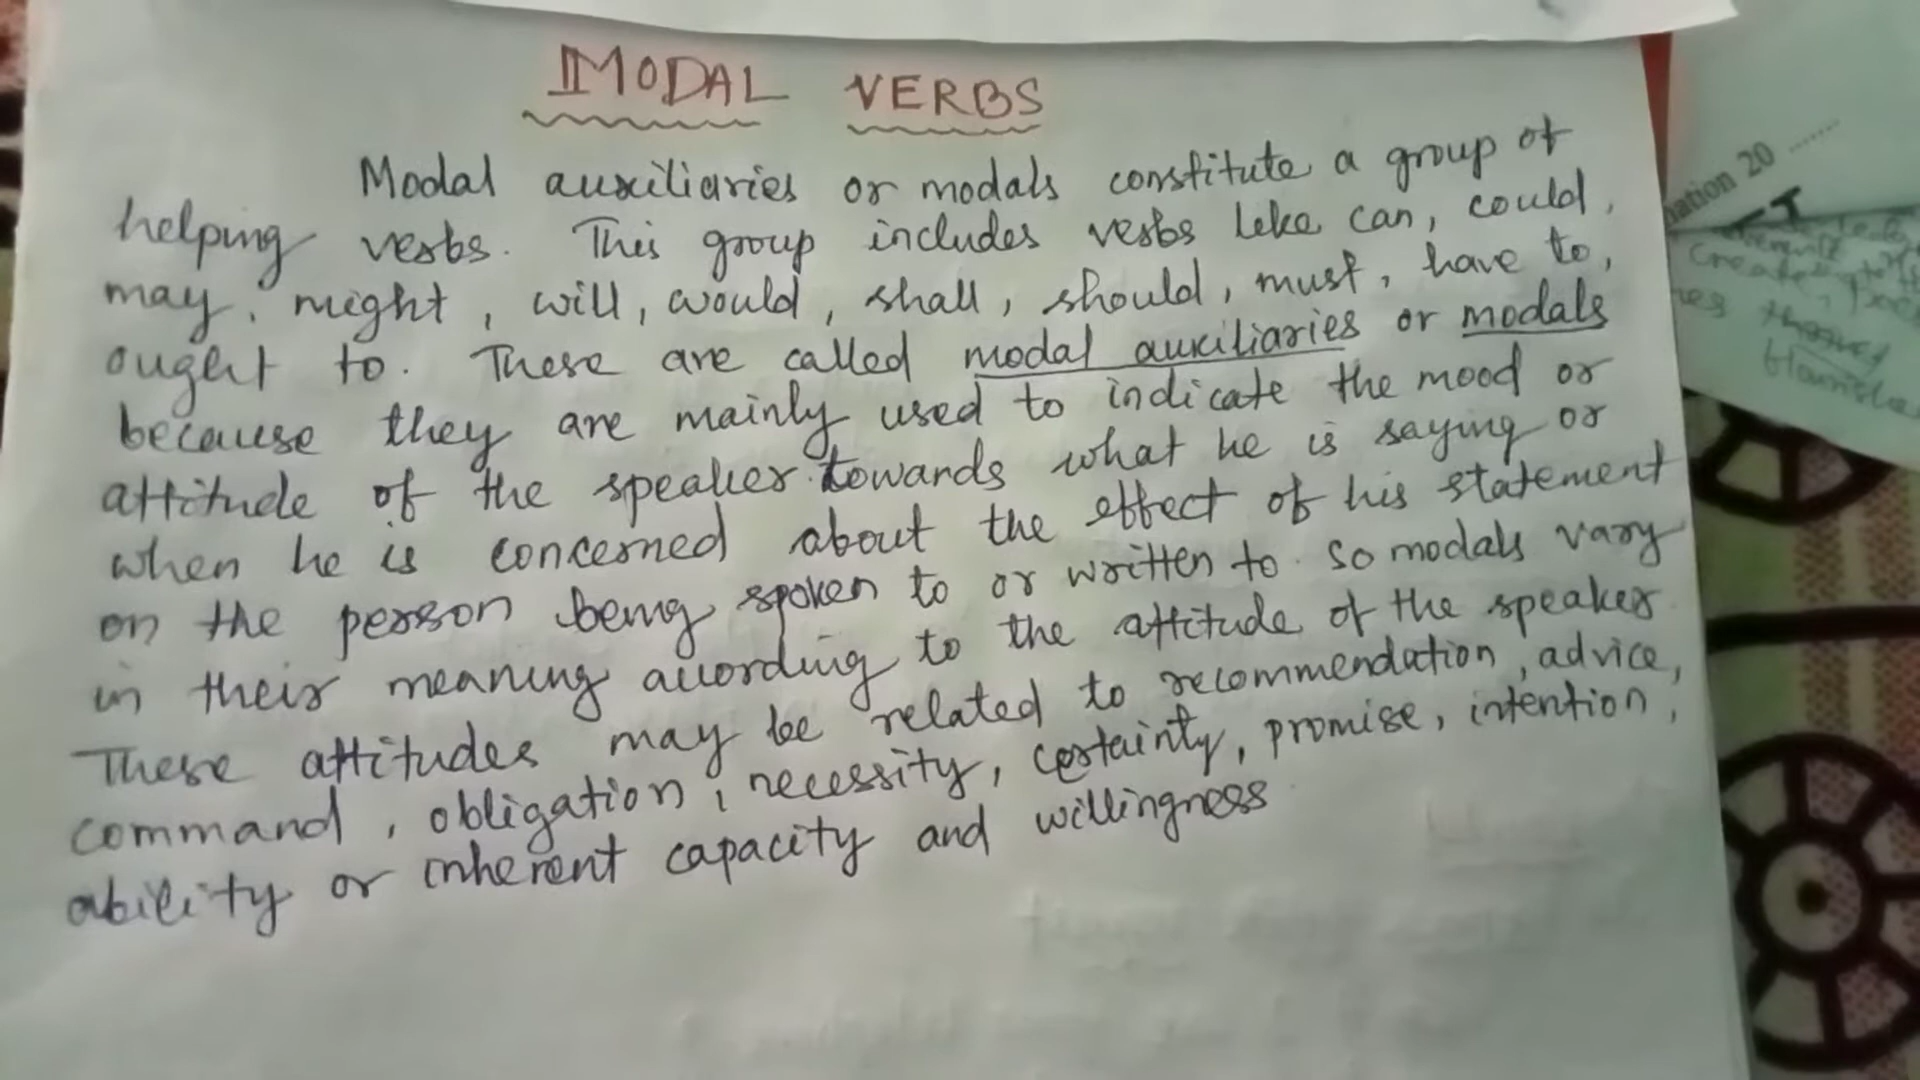 MODAL VERBS
Modal auxiliaries or modals constitute a group of
helping verbs. This group includes verbs like can, could,
may, might, will, would, shall, should, must, have to,
ought to. These are called modal auxiliaries or modals
because they are mainly used to indicate the mood or
attitude of the speaker towards what he is saying or
when he is concerned about the effect of his statement
on the person being spoken to or written to. So modals vary
in their meaning according to the attitude of the speaker.
These attitudes may be related to recommendation, advice,
command, obligation, necessity, certainty, promise, intention,
ability or inherent capacity and willingness
ation 20 ......